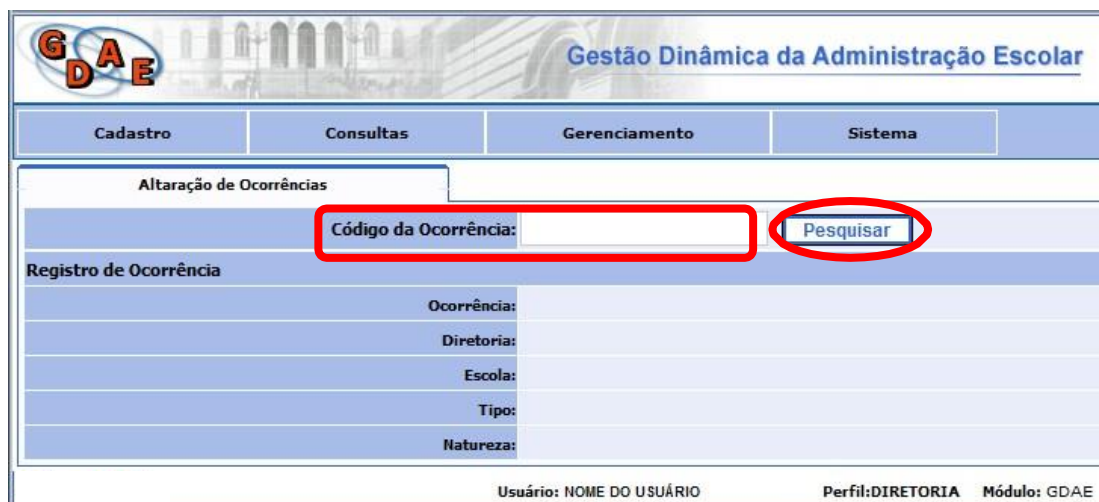 GDAE
Gestão Dinâmica da Administração Escolar
Cadastro Consultas Gerenciamento Sistema
Altaração de Ocorrências
Código da Ocorrência: Pesquisar
Registro de Ocorrência
Ocorrência:
Diretoria:
Escola:
Tipo:
Natureza:
Usuário: NOME DO USUÁRIO Perfil:DIRETORIA Módulo: GDAE